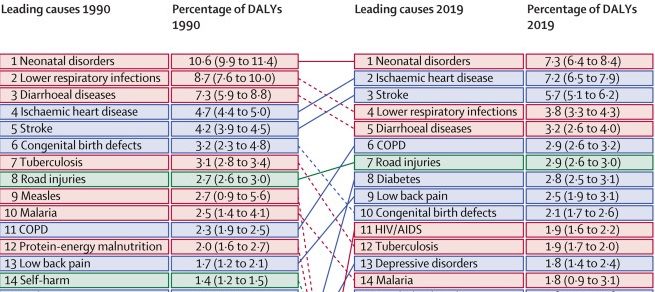 Leading causes 1990 Percentage of DALYs 1990 Leading causes 2019 Percentage of DALYs 2019
1 Neonatal disorders 10·6 (9·9 to 11·4) 1 Neonatal disorders 7·3 (6·4 to 8·4)
2 Lower respiratory infections 8·7 (7·6 to 10·0) 2 Ischaemic heart disease 7·2 (6·5 to 7·9)
3 Diarrhoeal diseases 7·3 (5·9 to 8·8) 3 Stroke 5·7 (5·1 to 6·2)
4 Ischaemic heart disease 4·7 (4·4 to 5·0) 4 Lower respiratory infections 3·8 (3·3 to 4·3)
5 Stroke 4·2 (3·9 to 4·5) 5 Diarrhoeal diseases 3·2 (2·6 to 4·0)
6 Congenital birth defects 3·2 (2·3 to 4·8) 6 COPD 2·9 (2·6 to 3·2)
7 Tuberculosis 3·1 (2·8 to 3·4) 7 Road injuries 2·9 (2·6 to 3·0)
8 Road injuries 2·7 (2·6 to 3·0) 8 Diabetes 2·8 (2·5 to 3·1)
9 Measles 2·7 (0·9 to 5·6) 9 Low back pain 2·5 (1·9 to 3·1)
10 Malaria 2·5 (1·4 to 4·1) 10 Congenital birth defects 2·1 (1·7 to 2·6)
11 COPD 2·3 (1·9 to 2·5) 11 HIV/AIDS 1·9 (1·6 to 2·2)
12 Protein-energy malnutrition 2·0 (1·6 to 2·7) 12 Tuberculosis 1·9 (1·7 to 2·0)
13 Low back pain 1·7 (1·2 to 2·1) 13 Depressive disorders 1·8 (1·4 to 2·4)
14 Self-harm 1·4 (1·2 to 1·5) 14 Malaria 1·8 (0·9 to 3·1)